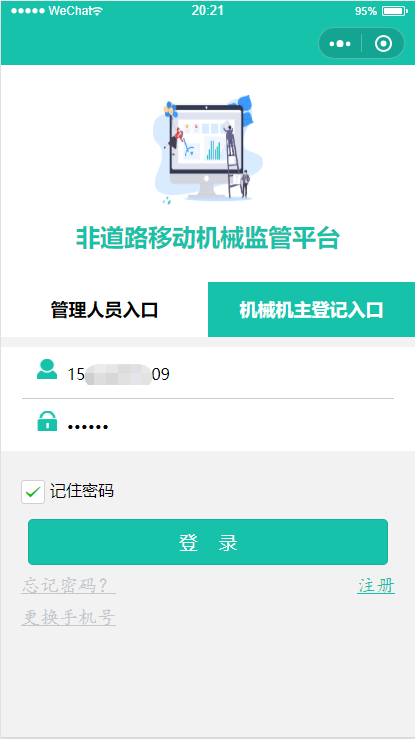 ●●●●● WeChat 20:21 95%
非道路移动机械监管平台
管理人员入口 机械机主登记入口
15 09
••••••
记住密码
登 录
忘记密码? 注册
更换手机号